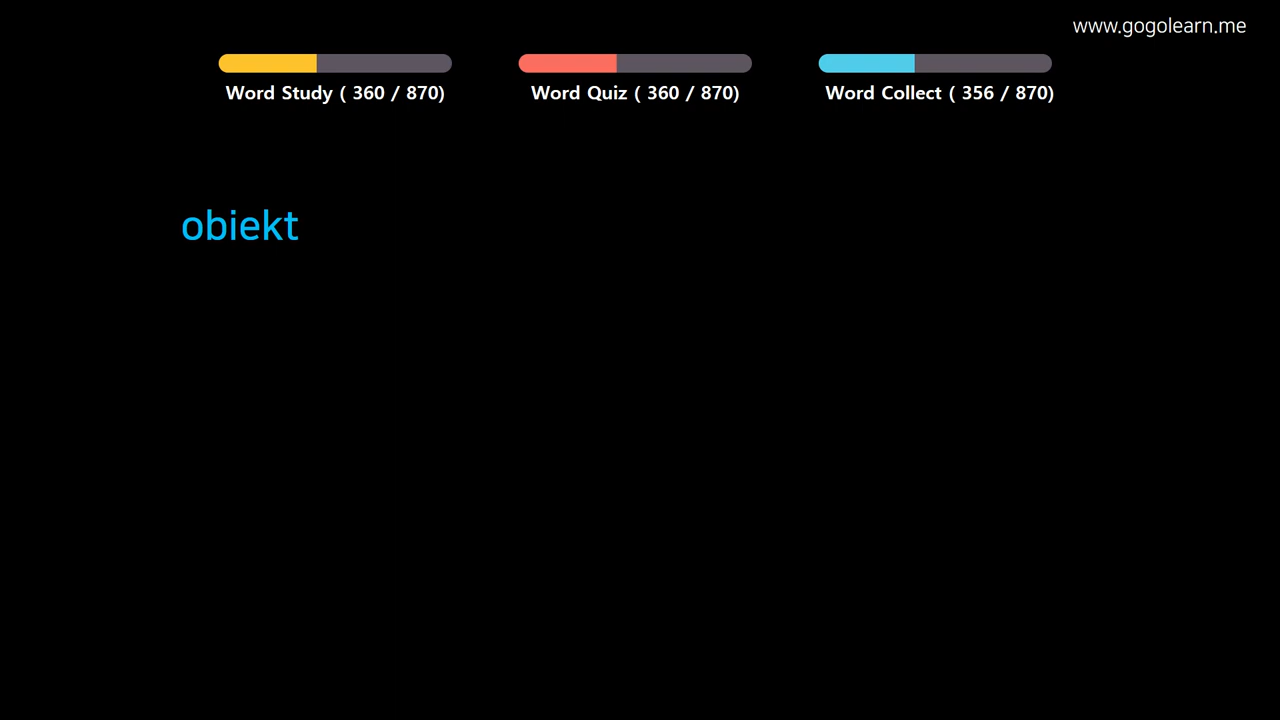 www.gogolearn.me
Word Study ( 360 / 870)
Word Quiz ( 360 / 870)
Word Collect ( 356 / 870)
obiekt